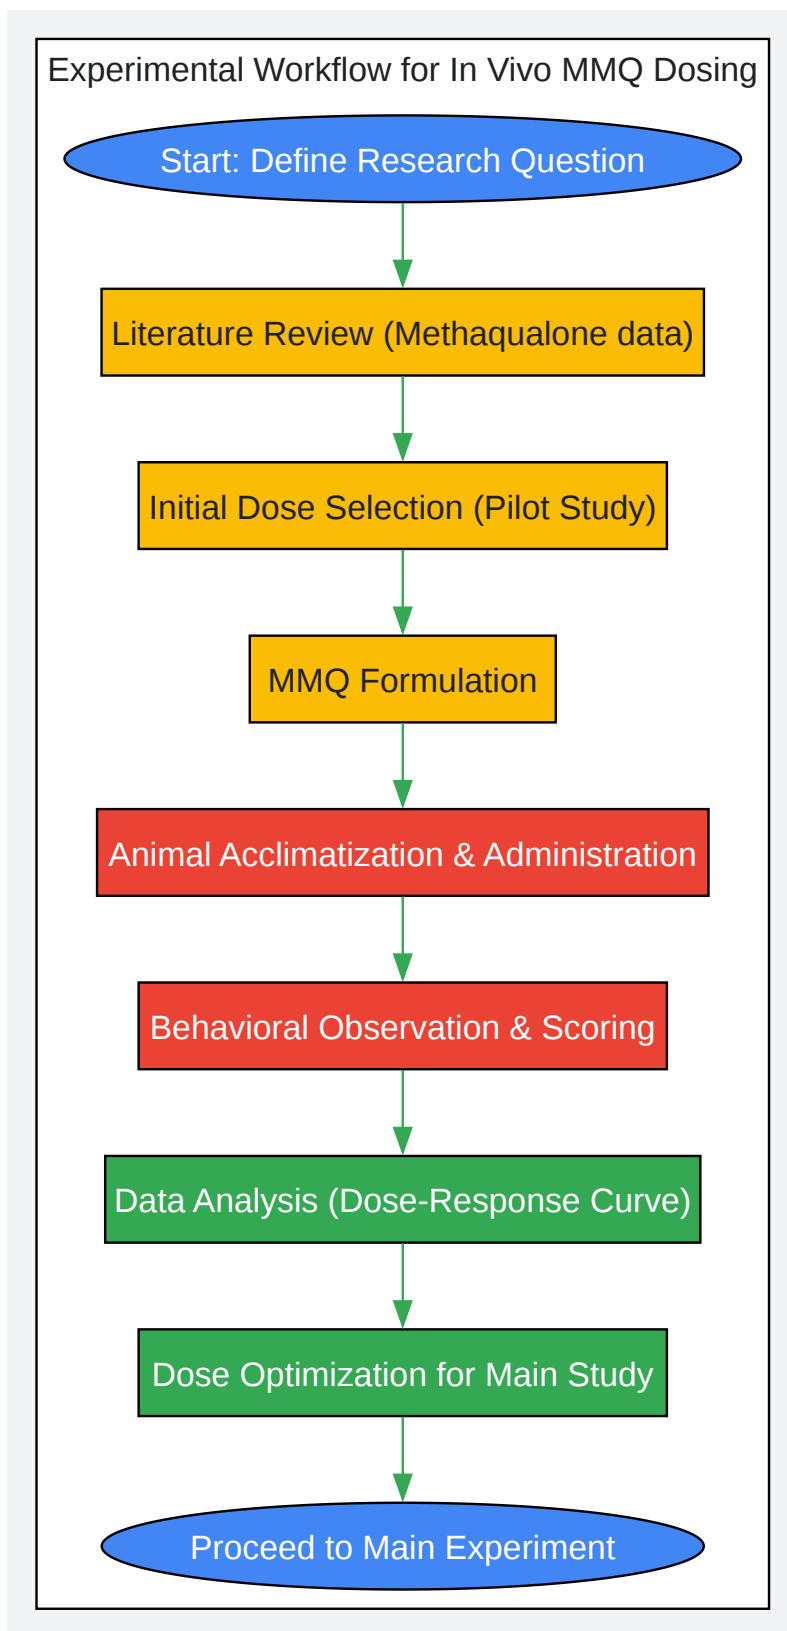 Experimental Workflow for In Vivo MMQ Dosing
Start: Define Research Question
Literature Review (Methaqualone data)
Initial Dose Selection (Pilot Study)
MMQ Formulation
Animal Acclimatization & Administration
Behavioral Observation & Scoring
Data Analysis (Dose-Response Curve)
Dose Optimization for Main Study
Proceed to Main Experiment